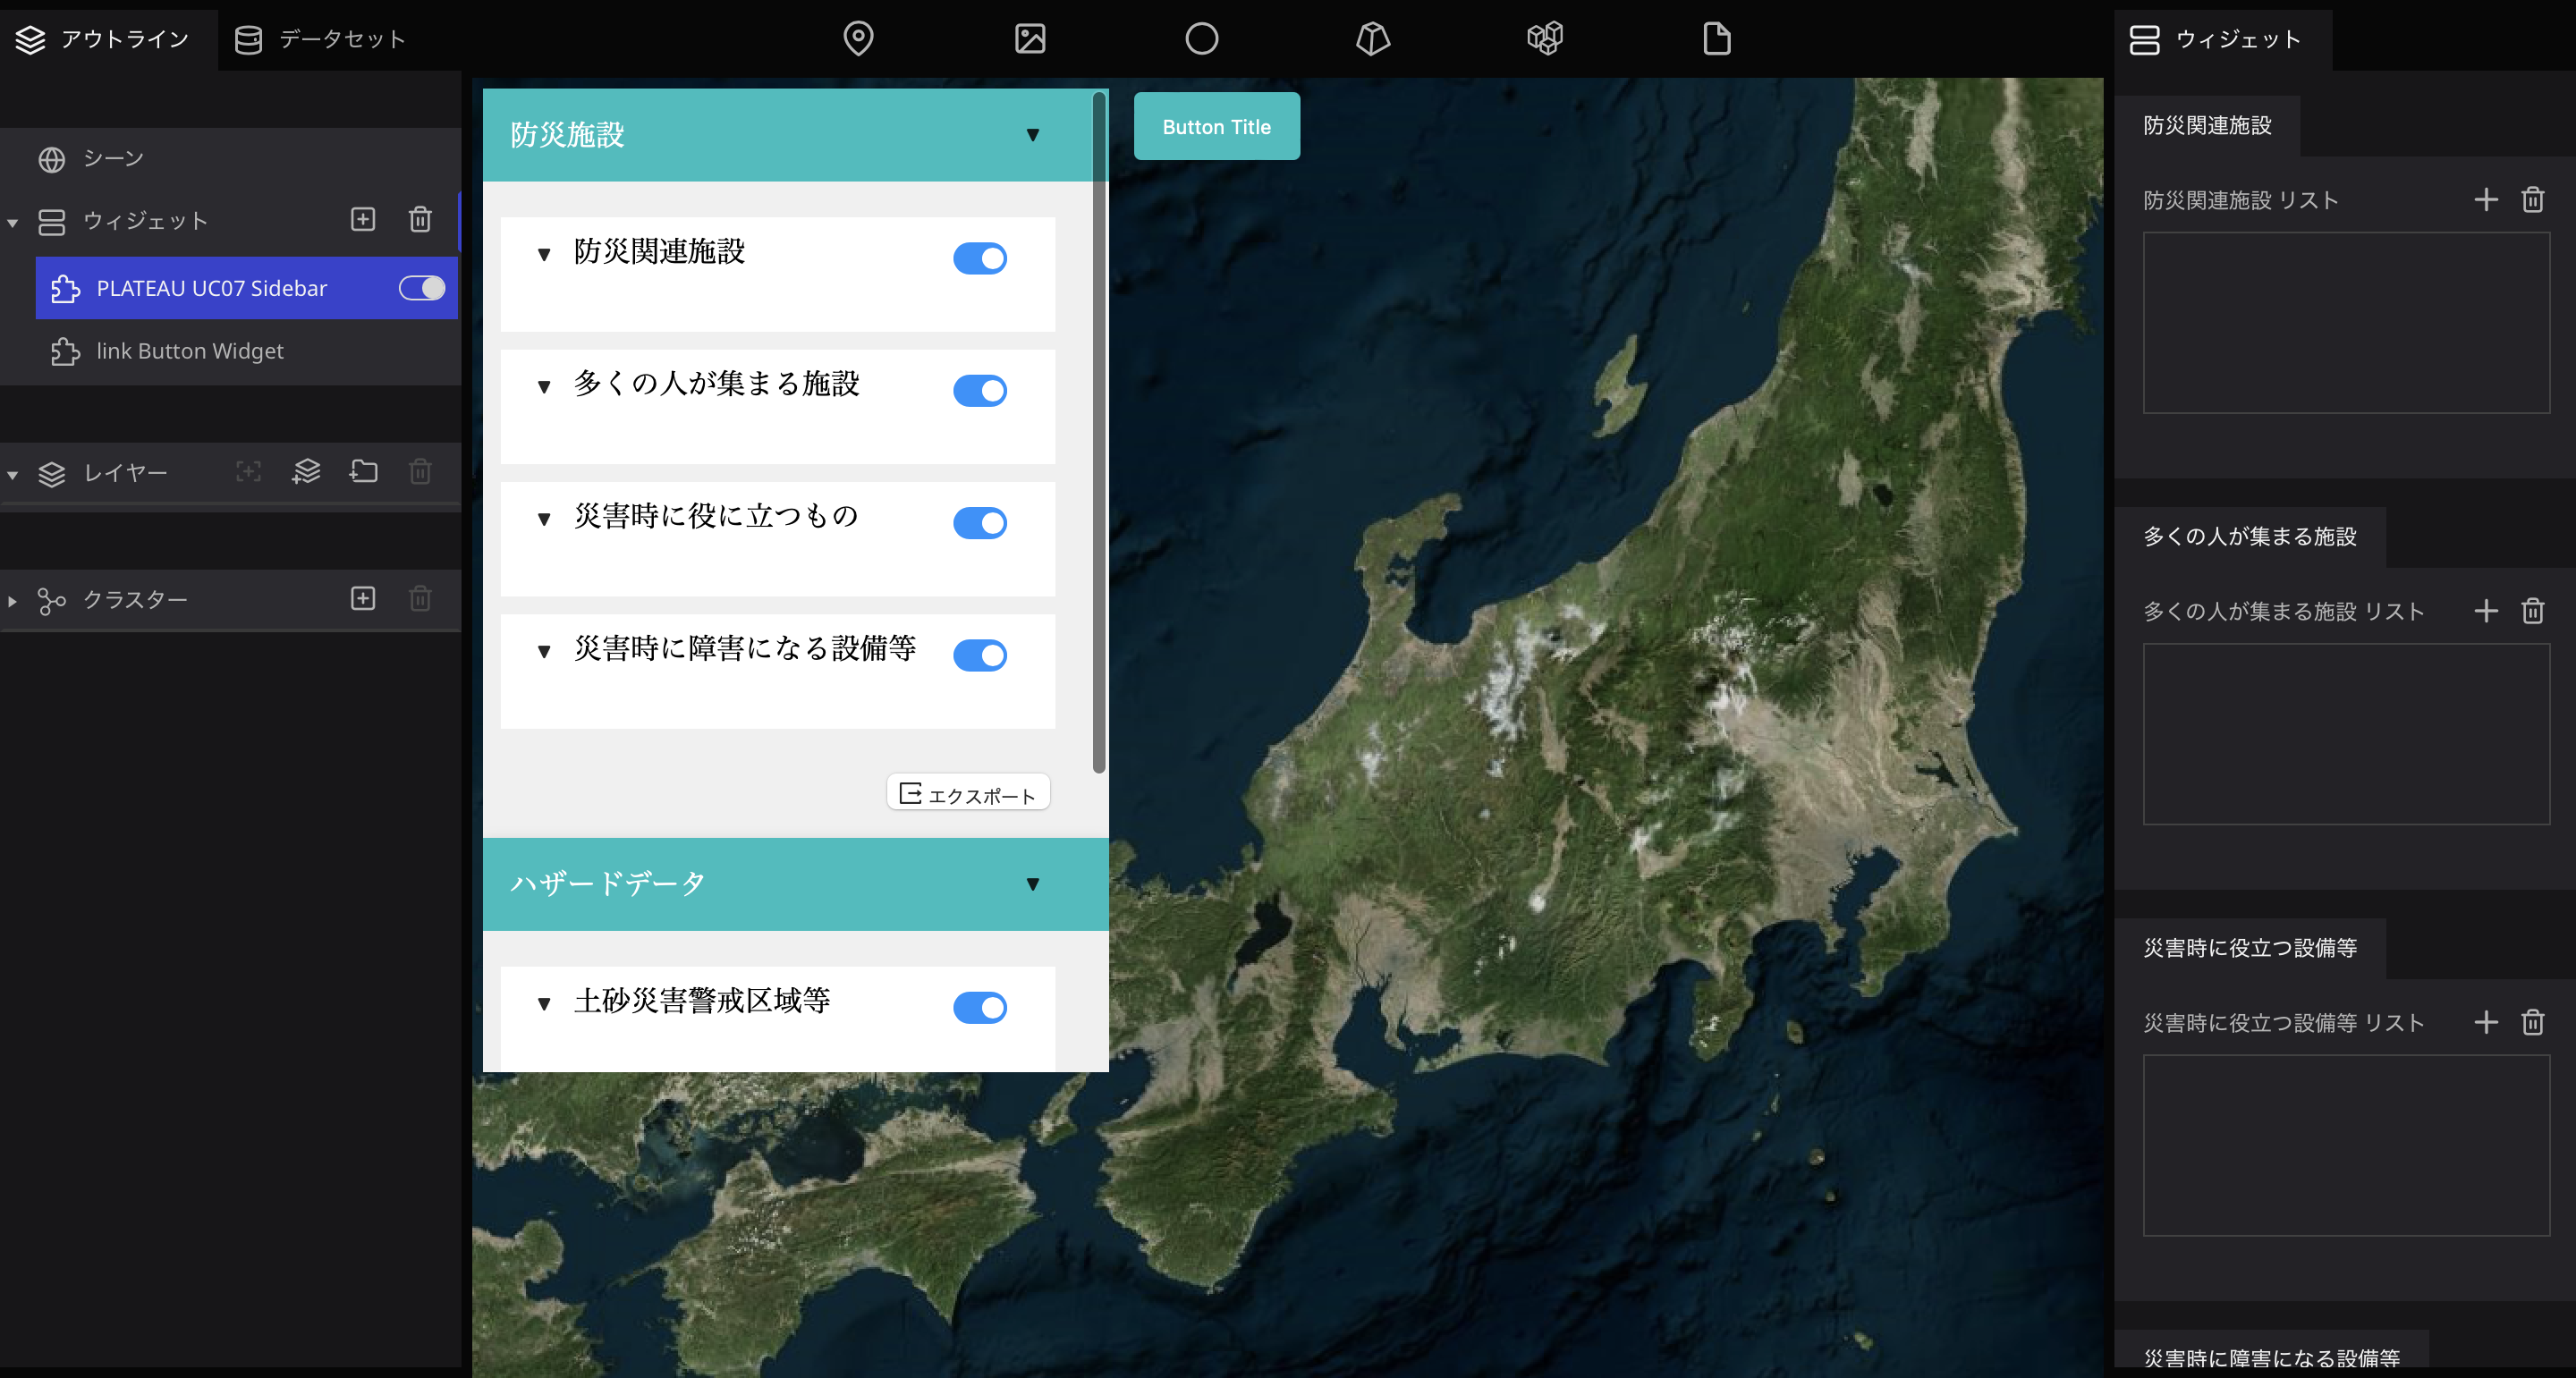 アウトライン
データセット
シーン
ウィジェット
PLATEAU UC07 Sidebar
link Button Widget
レイヤー
クラスター
防災施設
防災関連施設
多くの人が集まる施設
災害時に役に立つもの
災害時に障害になる設備等
エクスポート
ハザードデータ
土砂災害警戒区域等
Button Title
ウィジェット
防災関連施設
防災関連施設 リスト
多くの人が集まる施設
多くの人が集まる施設 リスト
災害時に役立つ設備等
災害時に役立つ設備等 リスト
災害時に障害になる設備等